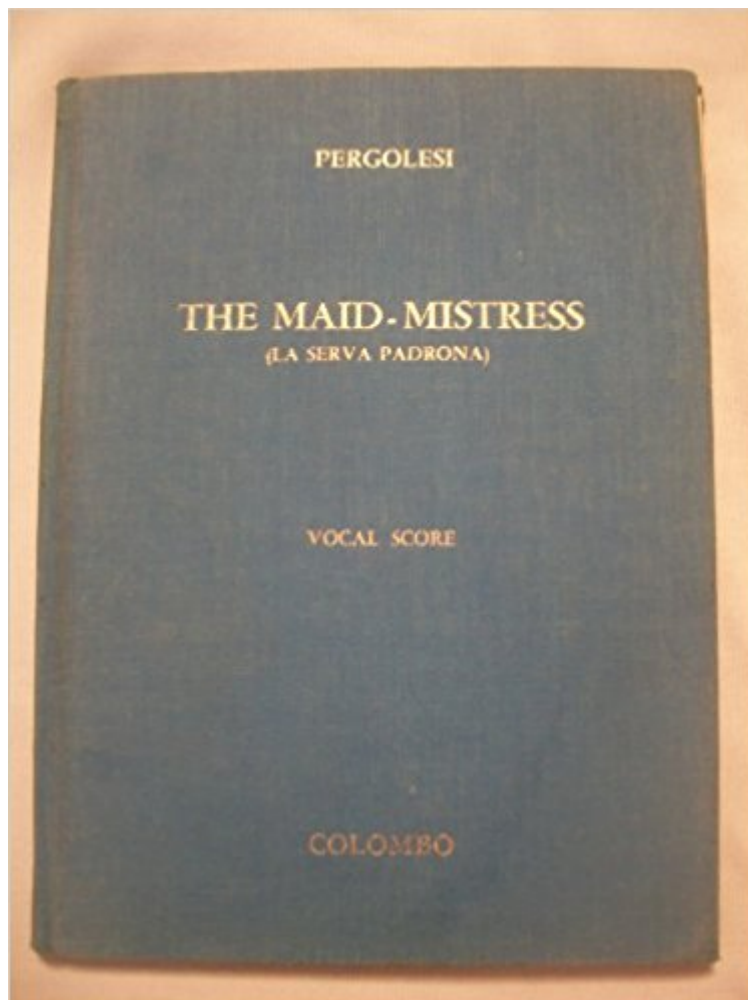 PERGOLESI
THE MAID-MISTRESS
(LA SERVA PADRONA)
VOCAL SCORE
COLOMBO